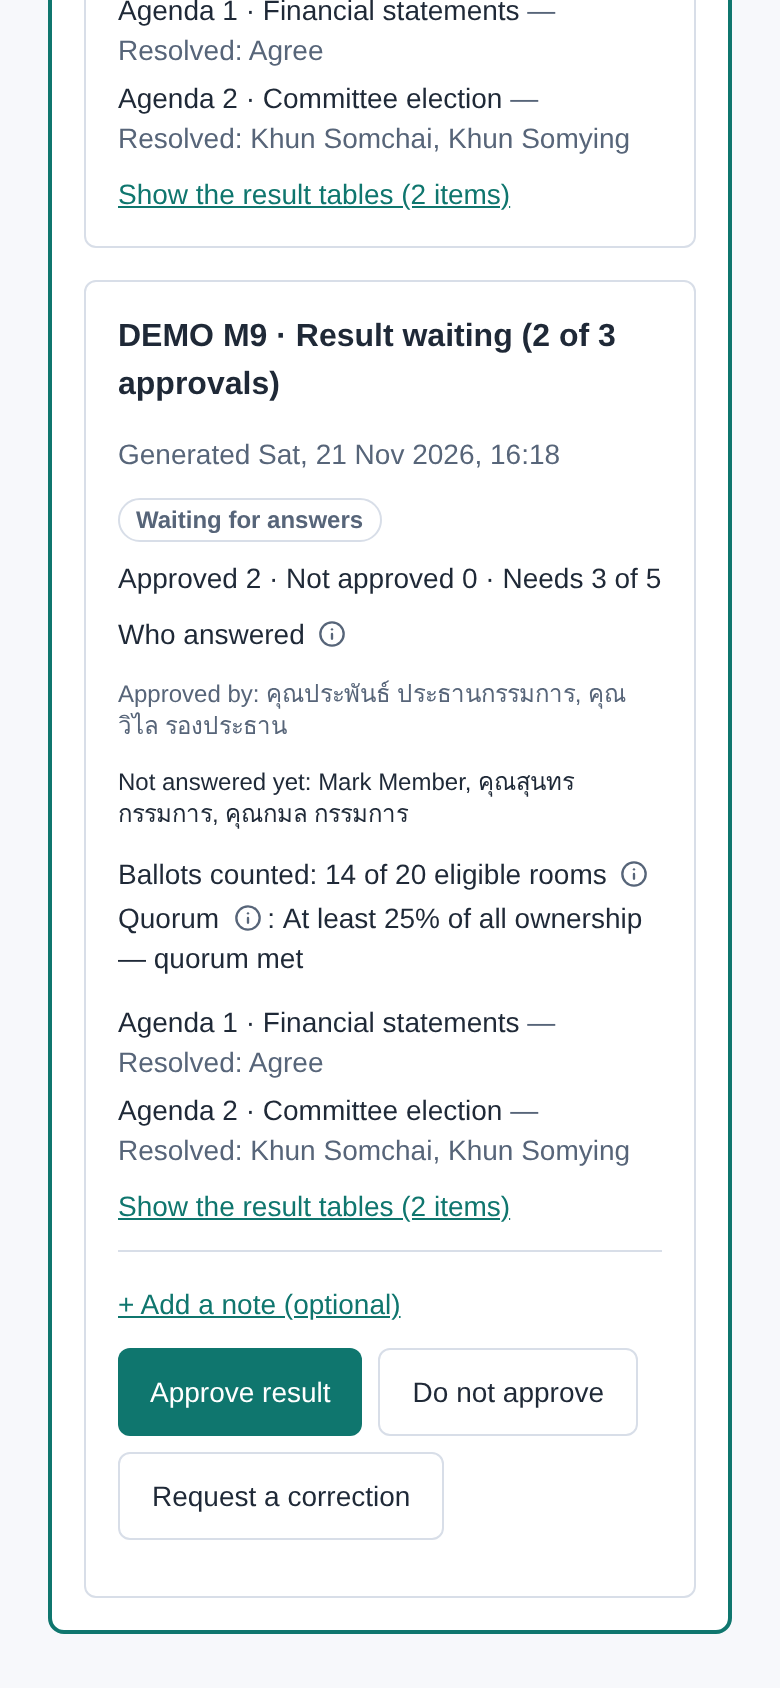 Agenda 1 · Financial statements —
Resolved: Agree
Agenda 2 · Committee election —
Resolved: Khun Somchai, Khun Somying
Show the result tables (2 items)
DEMO M9 · Result waiting (2 of 3
approvals)
Generated Sat, 21 Nov 2026, 16:18
Waiting for answers
Approved 2 · Not approved 0 · Needs 3 of 5
Who answered
Approved by: คุณประพันธ์ ประธานกรรมการ, คุณ
วิไล รองประธาน
Not answered yet: Mark Member, คุณสุนทร
กรรมการ, คุณกมล กรรมการ
Ballots counted: 14 of 20 eligible rooms
Quorum : At least 25% of all ownership
— quorum met
Agenda 1 · Financial statements —
Resolved: Agree
Agenda 2 · Committee election —
Resolved: Khun Somchai, Khun Somying
Show the result tables (2 items)
+ Add a note (optional)
Approve result Do not approve
Request a correction